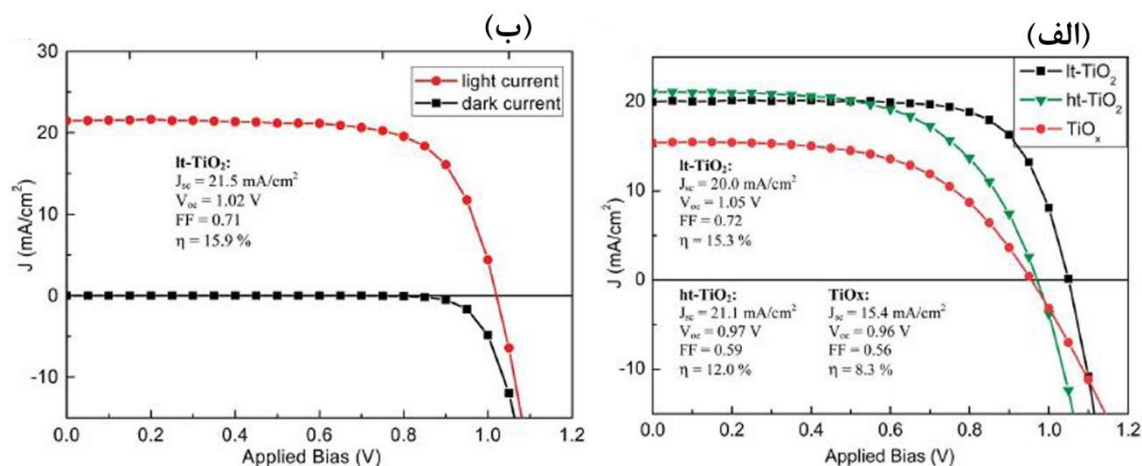 (ب)
30
20
10
0
-10
J (mA/cm²)
light current
dark current
lt-TiO₂:
Jsc = 21.5 mA/cm²
Voc = 1.02 V
FF = 0.71
η = 15.9 %
0.0 0.2 0.4 0.6 0.8 1.0 1.2
Applied Bias (V)
(الف)
20
10
0
-10
J (mA/cm²)
lt-TiO₂
ht-TiO₂
TiOₓ
lt-TiO₂:
Jsc = 20.0 mA/cm²
Voc = 1.05 V
FF = 0.72
η = 15.3 %
ht-TiO₂:
Jsc = 21.1 mA/cm²
Voc = 0.97 V
FF = 0.59
η = 12.0 %
TiOx:
Jsc = 15.4 mA/cm²
Voc = 0.96 V
FF = 0.56
η = 8.3 %
0.0 0.2 0.4 0.6 0.8 1.0 1.2
Applied Bias (V)